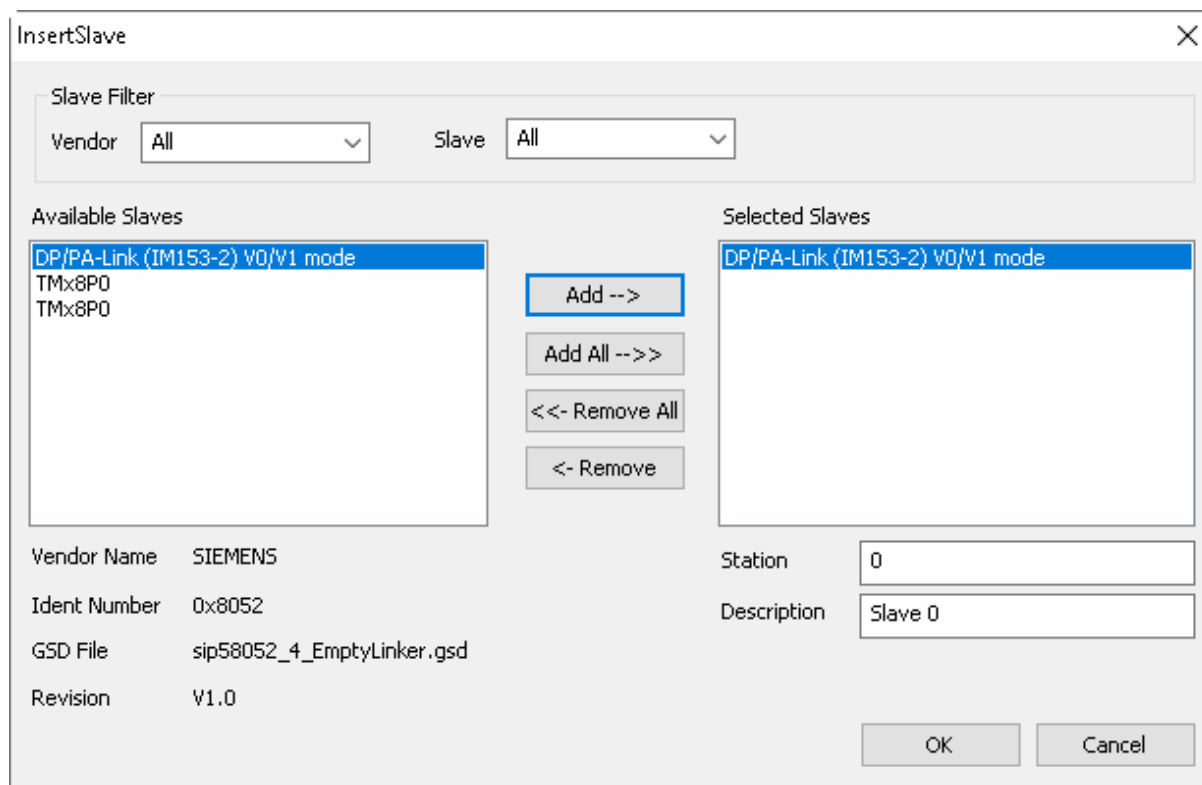 InsertSlave
Slave Filter
Vendor All Slave All
Available Slaves Selected Slaves
DP/PA-Link (IM153-2) V0/V1 mode DP/PA-Link (IM153-2) V0/V1 mode
TMx8P0
TMx8P0
Add -->
Add All -->>
<<- Remove All
<- Remove
Vendor Name SIEMENS Station 0
Ident Number 0x8052 Description Slave 0
GSD File sip58052_4_EmptyLinker.gsd
Revision V1.0
OK Cancel